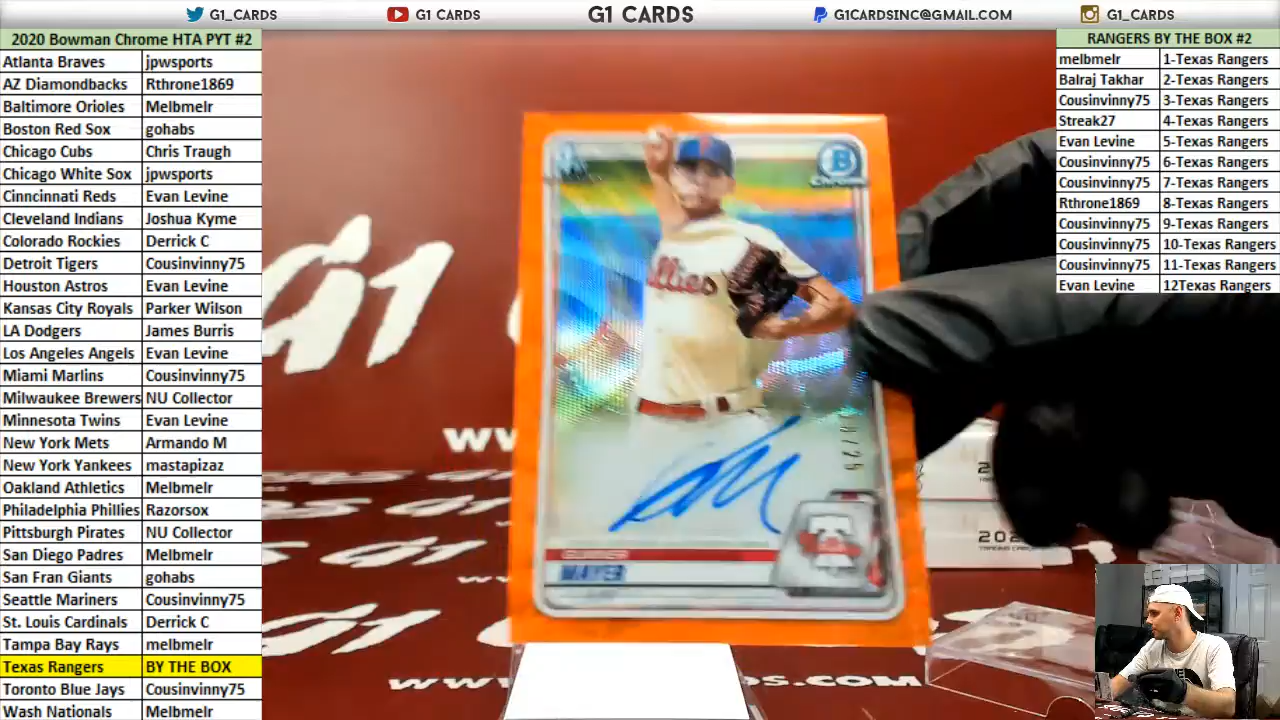 G1_CARDS
G1 CARDS
G1 CARDS
G1CARDSINC@GMAIL.COM
G1_CARDS
2020 Bowman Chrome HTA PYT #2
Atlanta Braves jpwsports
AZ Diamondbacks Rthrone1869
Baltimore Orioles Melbmelr
Boston Red Sox gohabs
Chicago Cubs Chris Traugh
Chicago White Sox jpwsports
Cinncinnati Reds Evan Levine
Cleveland Indians Joshua Kyme
Colorado Rockies Derrick C
Detroit Tigers Cousinvinny75
Houston Astros Evan Levine
Kansas City Royals Parker Wilson
LA Dodgers James Burris
Los Angeles Angels Evan Levine
Miami Marlins Cousinvinny75
Milwaukee Brewers NU Collector
Minnesota Twins Evan Levine
New York Mets Armando M
New York Yankees mastapizaz
Oakland Athletics Melbmelr
Philadelphia Phillies Razorsox
Pittsburgh Pirates NU Collector
San Diego Padres Melbmelr
San Fran Giants gohabs
Seattle Mariners Cousinvinny75
St. Louis Cardinals Derrick C
Tampa Bay Rays melbmelr
Texas Rangers BY THE BOX
Toronto Blue Jays Cousinvinny75
Wash Nationals Melbmelr
RANGERS BY THE BOX #2
melbmelr 1-Texas Rangers
Balraj Takhar 2-Texas Rangers
Cousinvinny75 3-Texas Rangers
Streak27 4-Texas Rangers
Evan Levine 5-Texas Rangers
Cousinvinny75 6-Texas Rangers
Cousinvinny75 7-Texas Rangers
Rthrone1869 8-Texas Rangers
Cousinvinny75 9-Texas Rangers
Cousinvinny75 10-Texas Rangers
Cousinvinny75 11-Texas Rangers
Evan Levine 12Texas Rangers
B
CHROME
illies
/25
GUNNER
MAYER
G1
G1